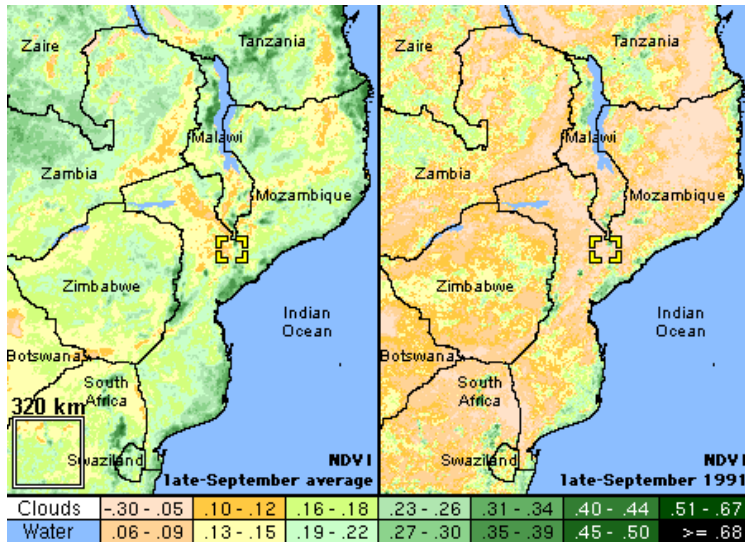 Zaire
Tanzania
Malawi
Zambia
Mozambique
Zimbabwe
Indian
Ocean
Botswana
South
Africa
320 km
Swaziland
NDVI
late-September average
Zaire
Tanzania
Malawi
Zambia
Mozambique
Zimbabwe
Indian
Ocean
Botswana
South
Africa
Swaziland
NDVI
late-September 1991
Clouds -.30 - .05 .10 - .12 .16 - .18 .23 - .26 .31 - .34 .40 - .44 .51 - .67
Water .06 - .09 .13 - .15 .19 - .22 .27 - .30 .35 - .39 .45 - .50 >= .68